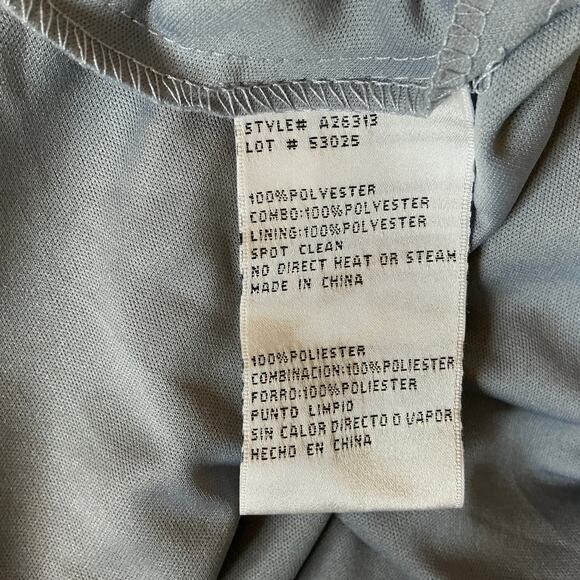 STYLE# A26313
LOT # 53025
100%POLYESTER
COMBO:100%POLYESTER
LINING:100%POLYESTER
SPOT CLEAN
NO DIRECT HEAT OR STEAM
MADE IN CHINA
100%POLIESTER
COMBINACION:100%POLIESTER
FORRO:100%POLIESTER
PUNTO LIMPIO
SIN CALOR DIRECTO O VAPOR
HECHO EN CHINA